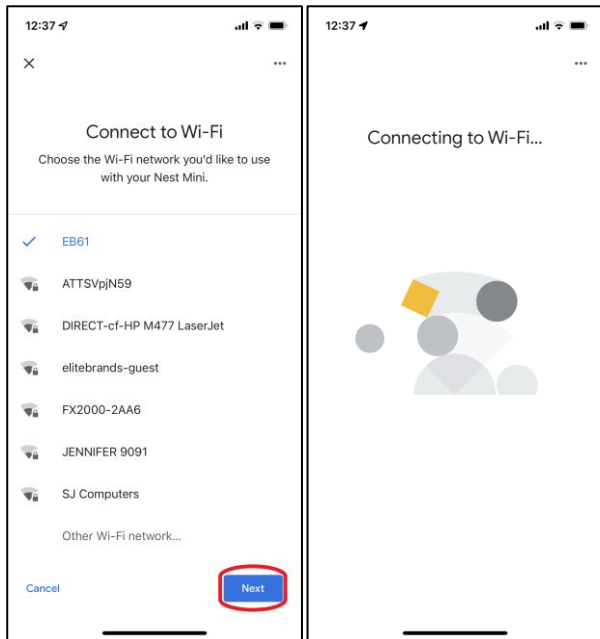 12:37
Connect to Wi-Fi
Choose the Wi-Fi network you'd like to use
with your Nest Mini.
EB61
ATTSVpjN59
DIRECT-cf-HP M477 LaserJet
elitebrands-guest
FX2000-2AA6
JENNIFER 9091
SJ Computers
Other Wi-Fi network...
Cancel
Next
12:37
Connecting to Wi-Fi...